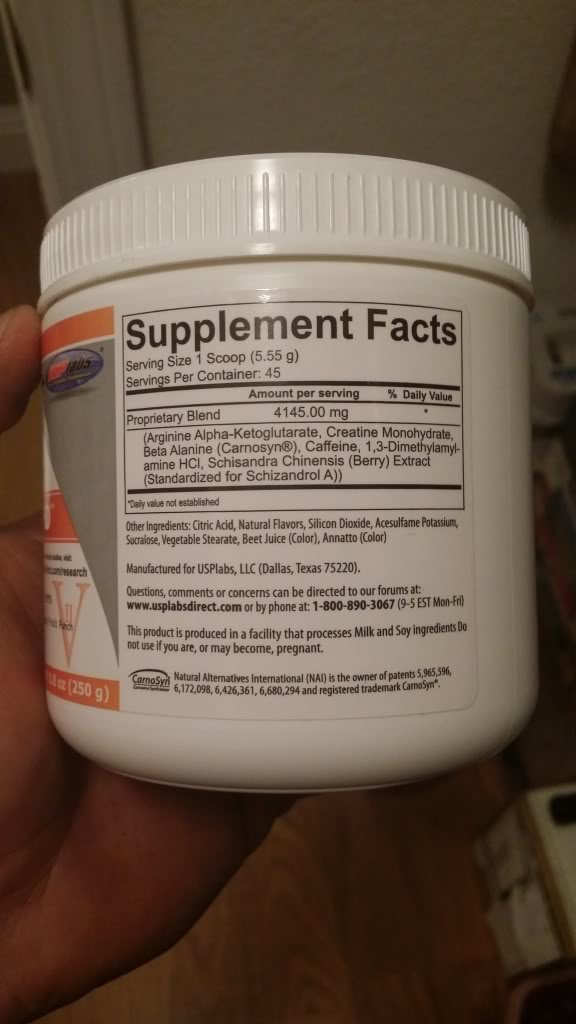 Supplement Facts
Serving Size 1 Scoop (5.55 g)
Servings Per Container: 45
Amount per serving % Daily Value
Proprietary Blend 4145.00 mg *
(Arginine Alpha-Ketoglutarate, Creatine Monohydrate,
Beta Alanine (Carnosyn®), Caffeine, 1,3-Dimethylamyl-
amine HCl, Schisandra Chinensis (Berry) Extract
(Standardized for Schizandrol A))
*Daily value not established
Other Ingredients: Citric Acid, Natural Flavors, Silicon Dioxide, Acesulfame Potassium,
Sucralose, Vegetable Stearate, Beet Juice (Color), Annatto (Color)
Manufactured for USPlabs, LLC (Dallas, Texas 75220).
Questions, comments or concerns can be directed to our forums at:
www.usplabsdirect.com or by phone at: 1-800-890-3067 (9-5 EST Mon-Fri)
This product is produced in a facility that processes Milk and Soy ingredients Do
not use if you are, or may become, pregnant.
CarnoSyn
Natural Alternatives International (NAI) is the owner of patents 5,965,596,
6,172,098, 6,426,361, 6,680,294 and registered trademark CarnoSyn®.
USPlabs
visit:
/research
VII
Punch
oz (250 g)